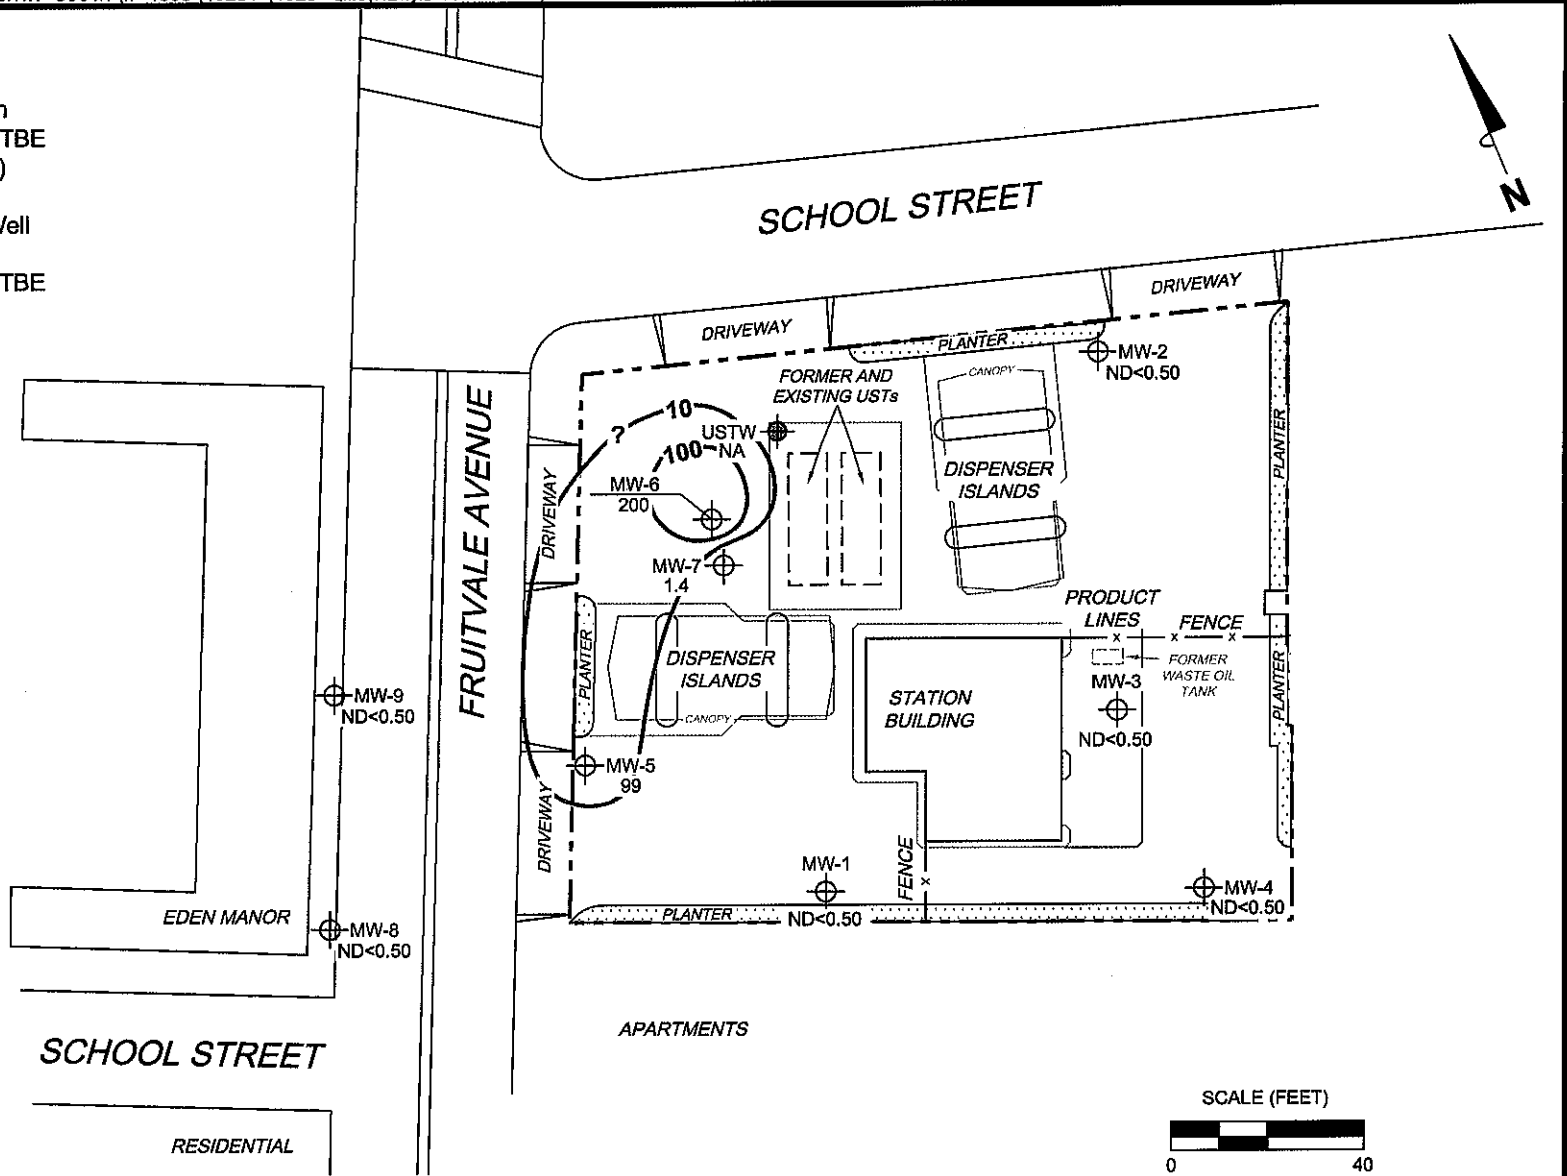 TBE
)
TBE
SCHOOL STREET
N
DRIVEWAY
DRIVEWAY
PLANTER
MW-2
ND<0.50
FORMER AND
EXISTING USTs
CANOPY
10
?
USTW
NA
100
MW-6
200
DISPENSER
ISLANDS
PLANTER
FRUITVALE AVENUE
DRIVEWAY
MW-7
1.4
PRODUCT
LINES
FENCE
x
x
x
FORMER
WASTE OIL
TANK
PLANTER
DISPENSER
ISLANDS
CANOPY
STATION
BUILDING
MW-3
ND<0.50
PLANTER
MW-9
ND<0.50
MW-5
99
DRIVEWAY
MW-1
ND<0.50
FENCE
x
MW-4
ND<0.50
PLANTER
EDEN MANOR
MW-8
ND<0.50
APARTMENTS
SCHOOL STREET
RESIDENTIAL
SCALE (FEET)
0 40